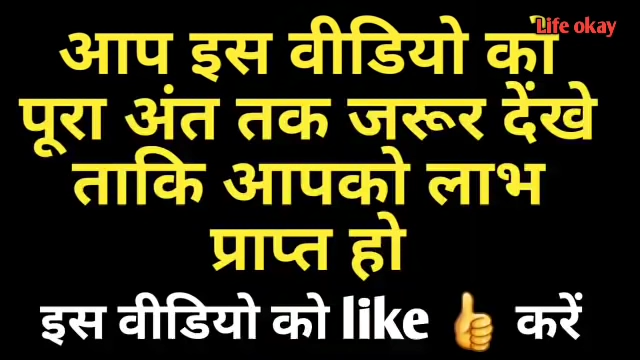 Life okay
आप इस वीडियो को
पूरा अंत तक जरूर देंखे
ताकि आपको लाभ
प्राप्त हो
इस वीडियो को like 👍 करें